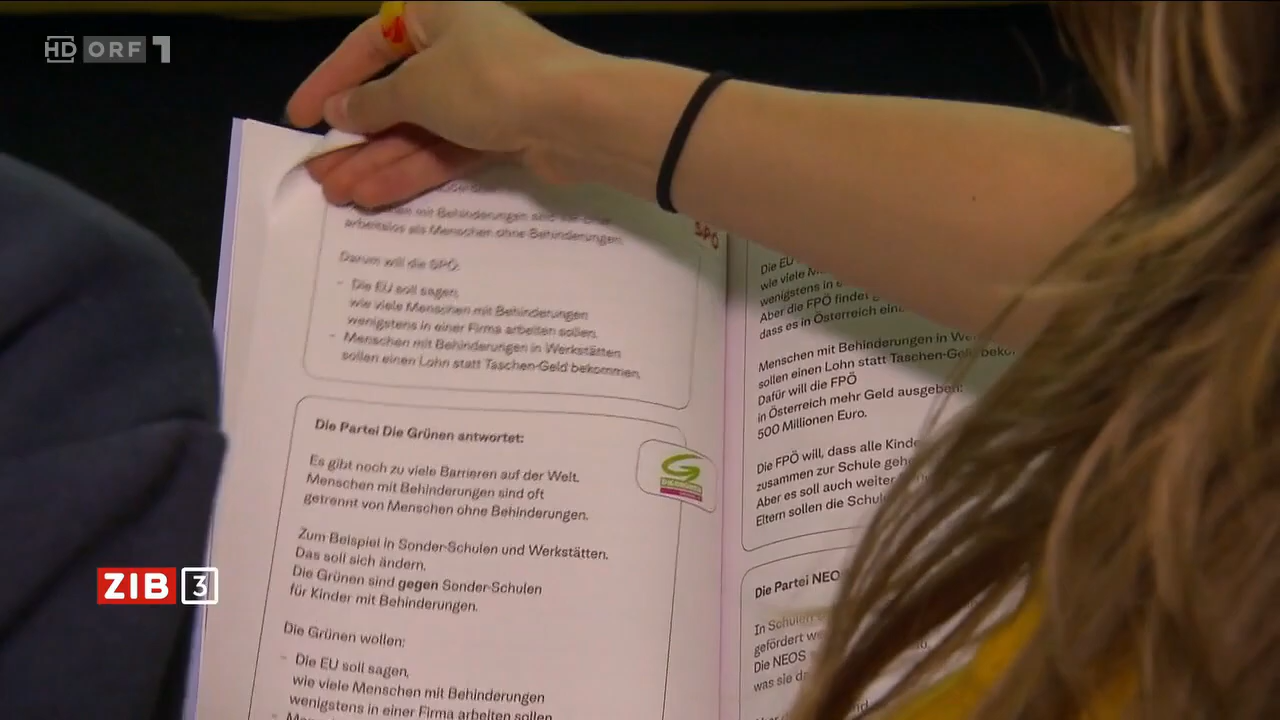 HD ORF 1
mit Behinderungen sind
arbeitslos als Menschen ohne Behinderungen.
Darum will die SPÖ:
- Die EU soll sagen,
wie viele Menschen mit Behinderungen
wenigstens in einer Firma arbeiten sollen.
- Menschen mit Behinderungen in Werkstätten
sollen einen Lohn statt Taschen-Geld bekommen.
Die Partei Die Grünen antwortet:
Es gibt noch zu viele Barrieren auf der Welt.
Menschen mit Behinderungen sind oft
getrennt von Menschen ohne Behinderungen.
Zum Beispiel in Sonder-Schulen und Werkstätten.
Das soll sich ändern.
Die Grünen sind gegen Sonder-Schulen
für Kinder mit Behinderungen.
Die Grünen wollen:
- Die EU soll sagen,
wie viele Menschen mit Behinderungen
wenigstens in einer Firma arbeiten sollen
SPÖ
DIE GRÜNEN
Die EU
wie viele
wenigstens in
Aber die FPÖ findet
dass es in Österreich
Menschen mit Behinderungen in
sollen einen Lohn statt Taschen-Geld
Dafür will die FPÖ
in Österreich mehr Geld ausgeben:
500 Millionen Euro.
Die FPÖ will, dass alle
zusammen zur Schule
Aber es soll auch
Eltern sollen die
Die Partei NEO
In Schulen
gefördert
Die NEOS
was sie
ZIB 3